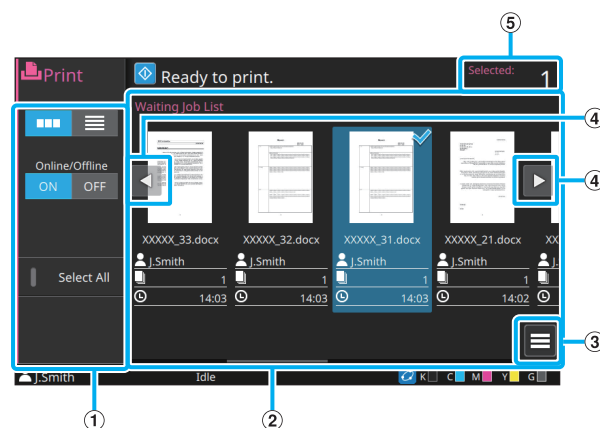 5
Print
Ready to print.
Selected:
1
Waiting Job List
4
Online/Offline
ON OFF
4
XXXXX_33.docx XXXXX_32.docx XXXXX_31.docx XXXXX_21.docx XX
J.Smith J.Smith J.Smith J.Smith J.
Select All
1 1 1 1
14:03 14:03 14:03 14:02
3
J.Smith Idle K C M Y G
1 2